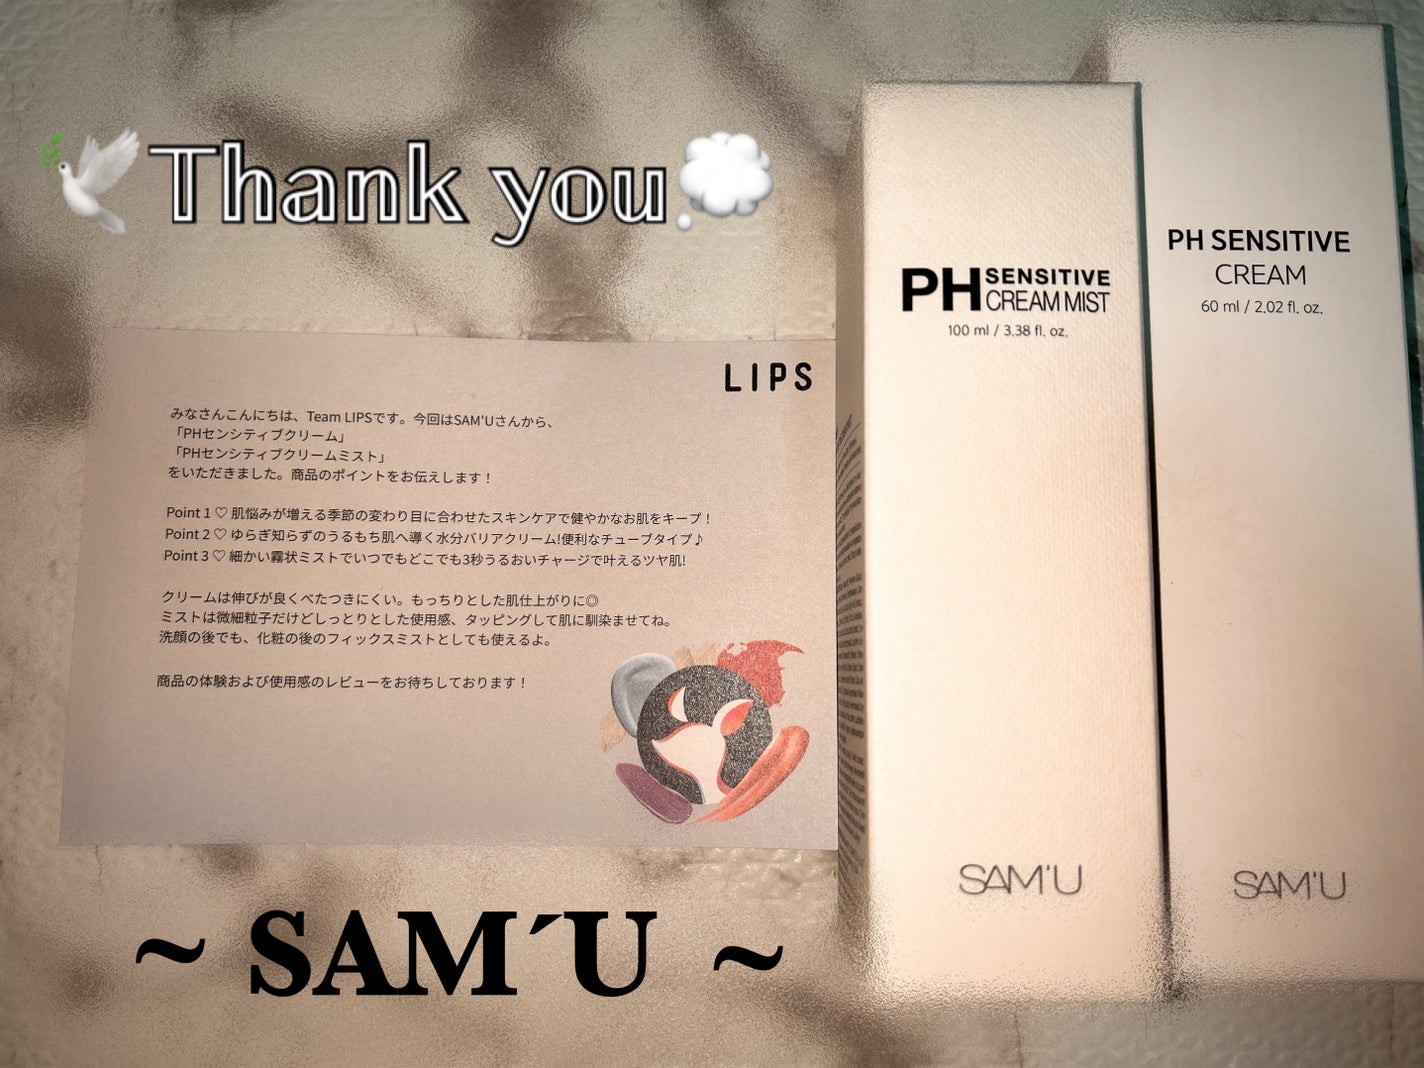 Thank you
LIPS
みなさんこんにちは、Team LIPSです。今回はSAM'Uさんから、
「PHセンシティブクリーム」
「PHセンシティブクリームミスト」
をいただきました。商品のポイントをお伝えします！
Point 1 ♡ 肌悩みが増える季節の変わり目に合わせたスキンケアで健やかなお肌をキープ！
Point 2 ♡ ゆらぎ知らずのうるもち肌へ導く水分バリアクリーム!便利なチューブタイプ♪
Point 3 ♡ 細かい霧状ミストでいつでもどこでも3秒うるおいチャージで叶えるツヤ肌!
クリームは伸びが良くべたつきにくい。もっちりとした肌仕上がりに◎
ミストは微細粒子だけどしっとりとした使用感、タッピングして肌に馴染ませてね。
洗顔の後でも、化粧の後のフィックスミストとしても使えるよ。
商品の体験および使用感のレビューをお待ちしております！
~ SAM´U ~
PH SENSITIVE
CREAM MIST
100 ml / 3.38 fl. oz.
SAM'U
PH SENSITIVE
CREAM
60 ml / 2.02 fl. oz.
SAM'U